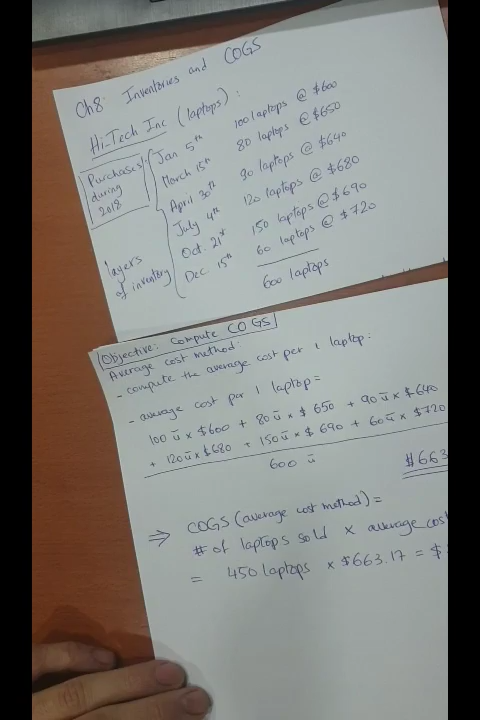 Ch8: Inventories and COGS
Hi-Tech Inc (laptops):
Purchases during 2018
Jan 5th 100 laptops @ $600
March 15th 80 laptops @ $650
April 30th 90 laptops @ $640
July 4th 120 laptops @ $680
Oct. 21st 150 laptops @ $690
Dec. 15th 60 laptops @ $720
600 laptops
layers of inventory
Objective: Compute COGS
Average cost method:
- compute the average cost per 1 laptop:
- average cost per 1 laptop =
100 u x $600 + 80 u x $650 + 90 u x $640
+ 120 u x $680 + 150 u x $690 + 60 u x $720
600 u
$663
⇒ COGS (average cost method) =
# of laptops sold x average cost
= 450 laptops x $663.17 = $